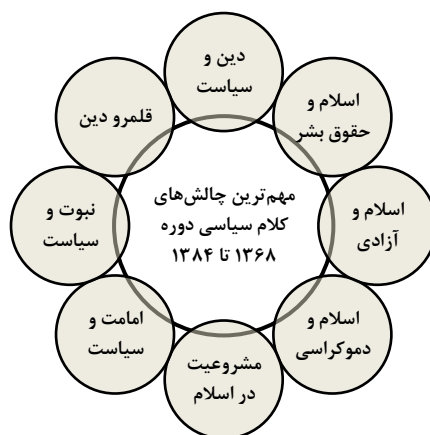 مهم‌ترین چالش‌های
کلام سیاسی دوره
۱۳۶۸ تا ۱۳۸۴
دین و
سیاست
اسلام و
حقوق بشر
اسلام و
آزادی
اسلام و
دموکراسی
مشروعیت
در اسلام
امامت و
سیاست
نبوت و
سیاست
قلمرو دین